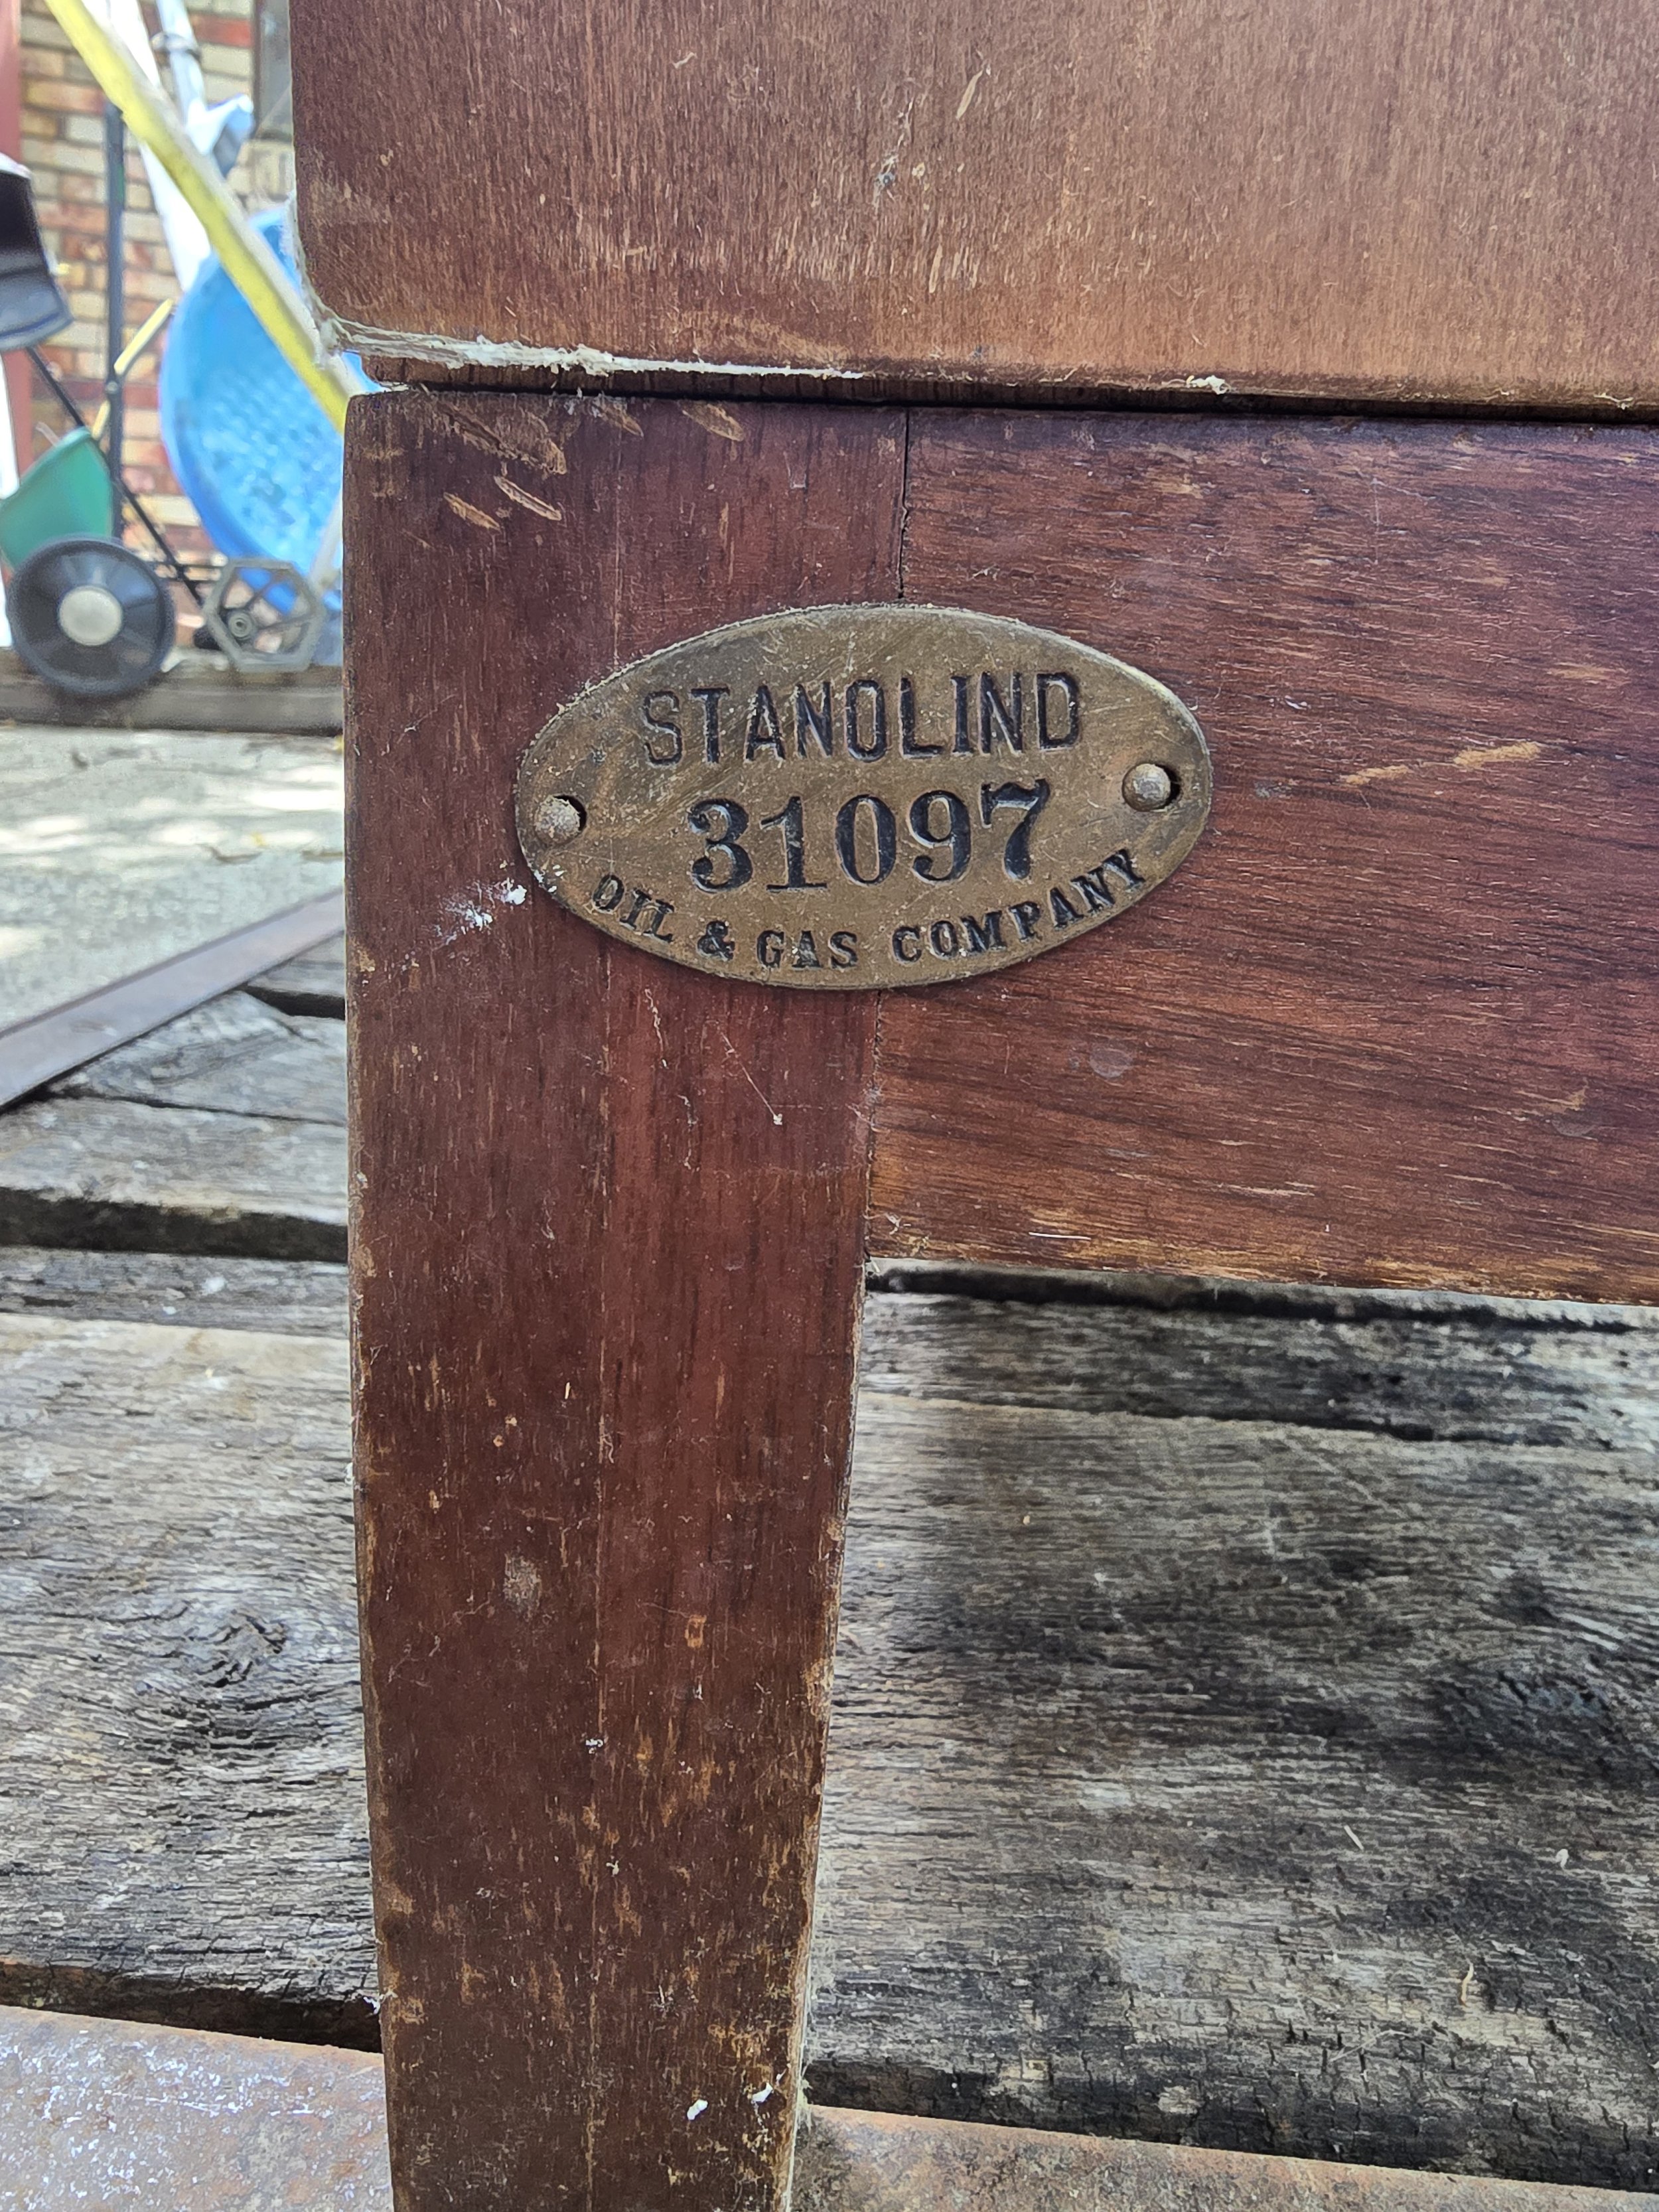 STANOLIND
31097
OIL & GAS COMPANY